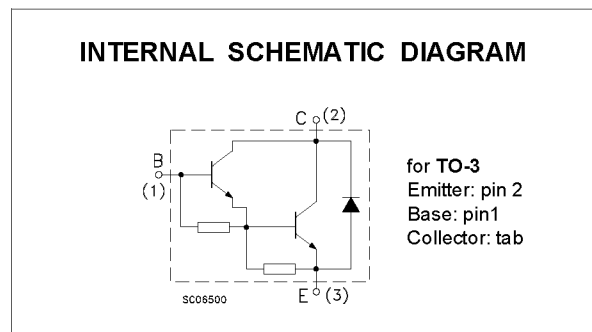 INTERNAL SCHEMATIC DIAGRAM
C (2)
B
(1)
for TO-3
Emitter: pin 2
Base: pin1
Collector: tab
SC06500
E (3)